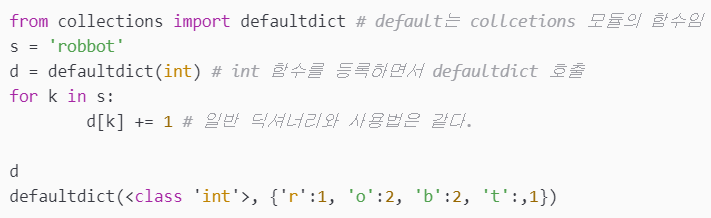 from collections import defaultdict # default는 collcetions 모듈의 함수임
s = 'robbot'
d = defaultdict(int) # int 함수를 등록하면서 defaultdict 호출
for k in s:
        d[k] += 1 # 일반 딕셔너리와 사용법은 같다.

d
defaultdict(<class 'int'>, {'r':1, 'o':2, 'b':2, 't':,1})